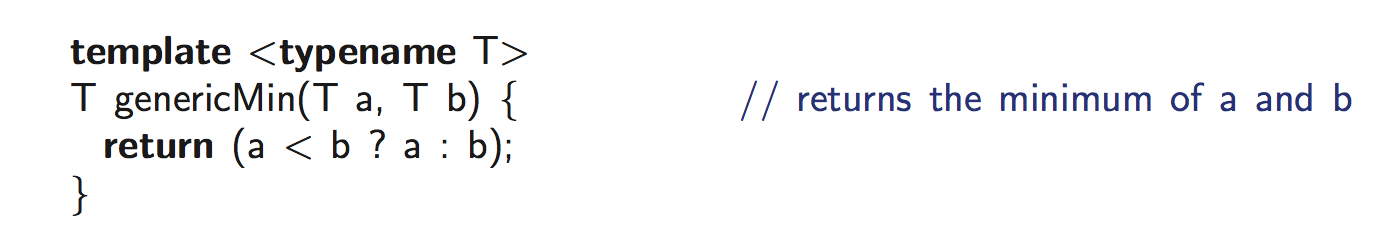 template <typename T>
T genericMin(T a, T b) { // returns the minimum of a and b
return (a < b ? a : b);
}